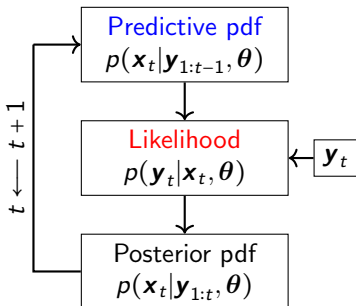 Predictive pdf
p(x_t|y_{1:t−1}, θ)
Likelihood
p(y_t|x_t, θ)
y_t
t ← t + 1
Posterior pdf
p(x_t|y_{1:t}, θ)